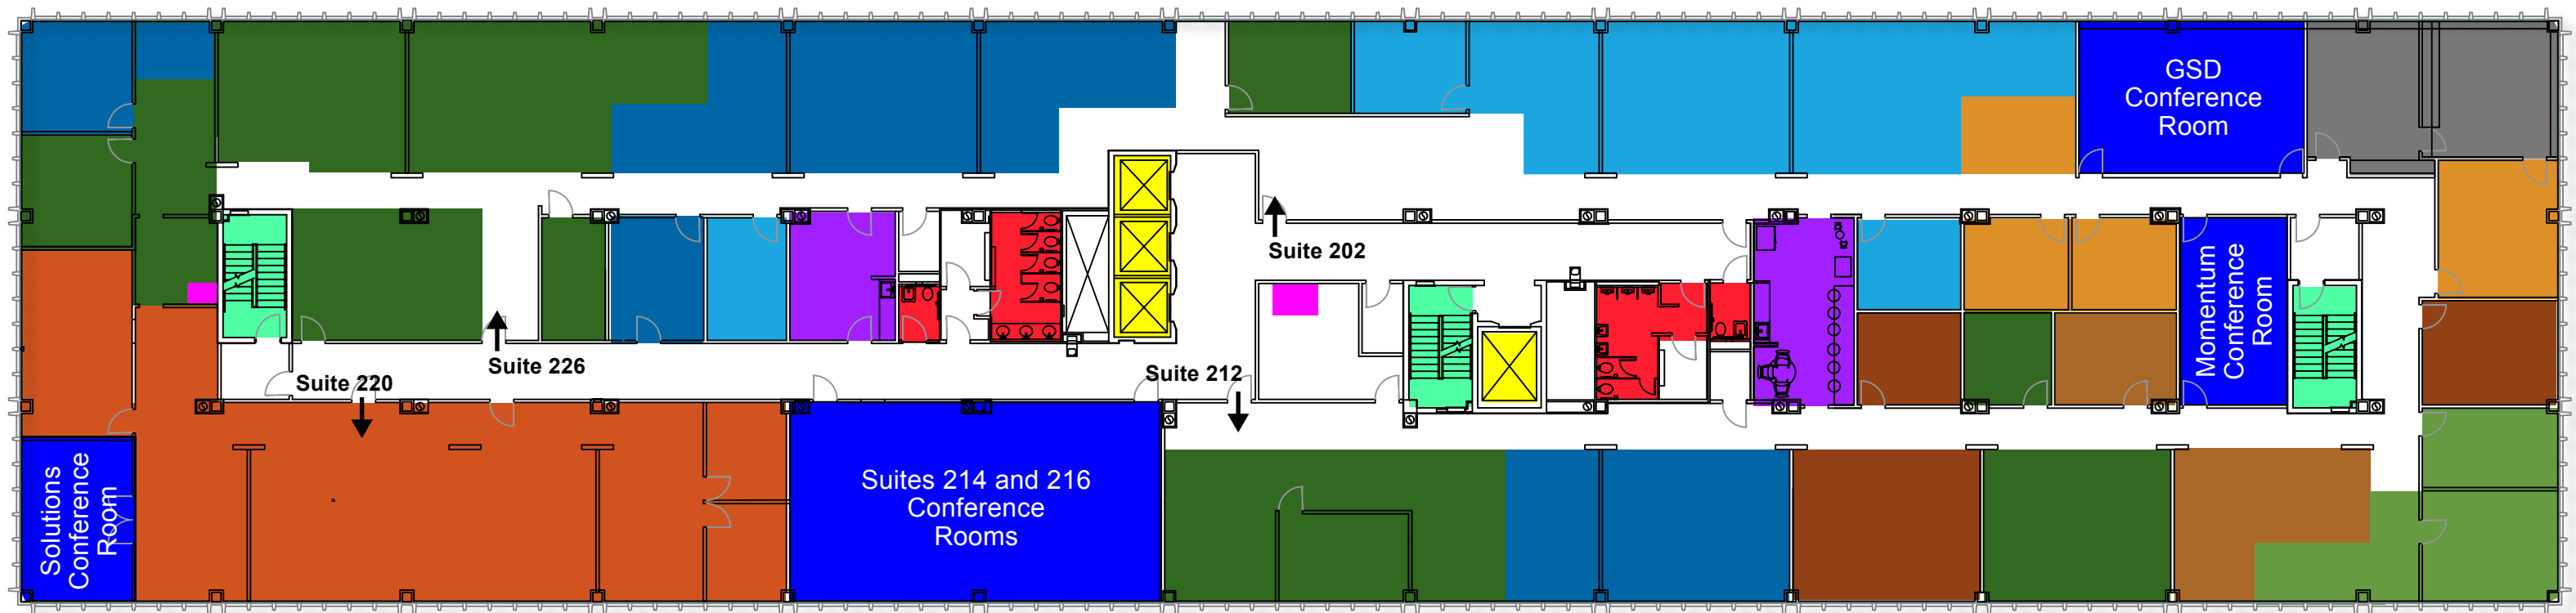 GSD
Conference
Room
Suite 202
Suite 226
Suite 220
Suite 212
Momentum
Conference
Room
Solutions
Conference
Room
Suites 214 and 216
Conference
Rooms